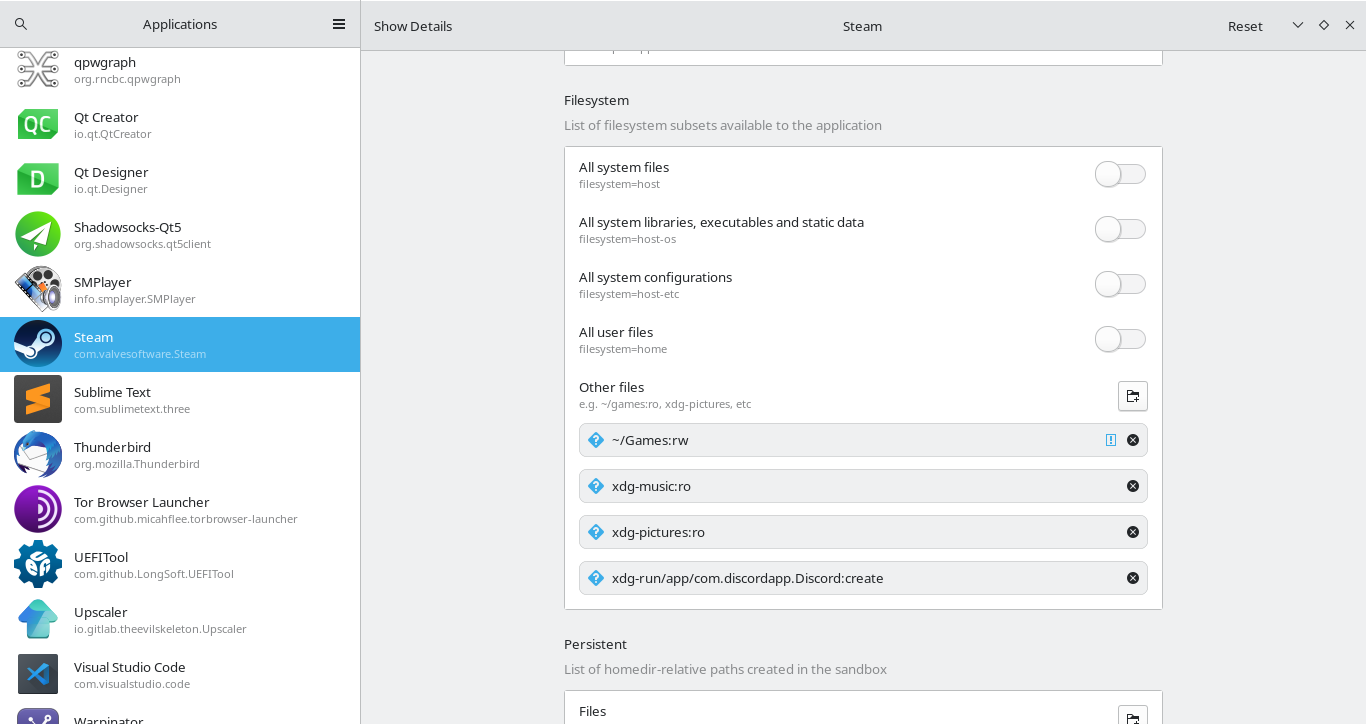 Applications
qpwgraph
org.rncbc.qpwgraph
QC
Qt Creator
io.qt.QtCreator
D
Qt Designer
io.qt.Designer
Shadowsocks-Qt5
org.shadowsocks.qt5client
SMPlayer
info.smplayer.SMPlayer
Steam
com.valvesoftware.Steam
Sublime Text
com.sublimetext.three
Thunderbird
org.mozilla.Thunderbird
Tor Browser Launcher
com.github.micahflee.torbrowser-launcher
UEFITool
com.github.LongSoft.UEFITool
Upscaler
io.gitlab.theevilskeleton.Upscaler
Visual Studio Code
com.visualstudio.code
Warpinator
Show Details
Steam
Reset
Filesystem
List of filesystem subsets available to the application
All system files
filesystem=host
All system libraries, executables and static data
filesystem=host-os
All system configurations
filesystem=host-etc
All user files
filesystem=home
Other files
e.g. ~/games:ro, xdg-pictures, etc
~/Games:rw
xdg-music:ro
xdg-pictures:ro
xdg-run/app/com.discordapp.Discord:create
Persistent
List of homedir-relative paths created in the sandbox
Files